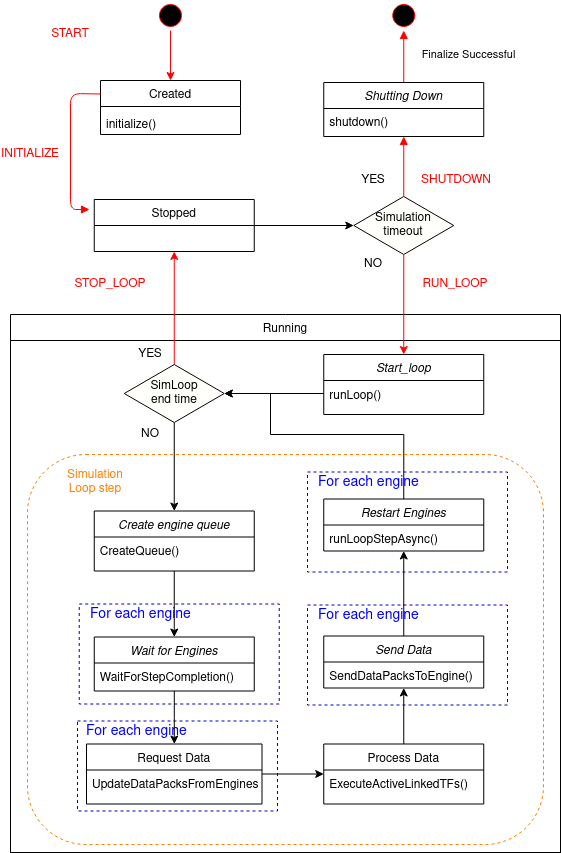 START
Created
initialize()
INITIALIZE
Stopped
Finalize Successful
Shutting Down
shutdown()
YES
SHUTDOWN
Simulation
timeout
NO
RUN_LOOP
STOP_LOOP
Running
YES
SimLoop
end time
NO
Start_loop
runLoop()
Simulation
Loop step
Create engine queue
CreateQueue()
For each engine
Wait for Engines
WaitForStepCompletion()
For each engine
Request Data
UpdateDataPacksFromEngines
Process Data
ExecuteActiveLinkedTFs()
For each engine
Send Data
SendDataPacksToEngine()
For each engine
Restart Engines
runLoopStepAsync()